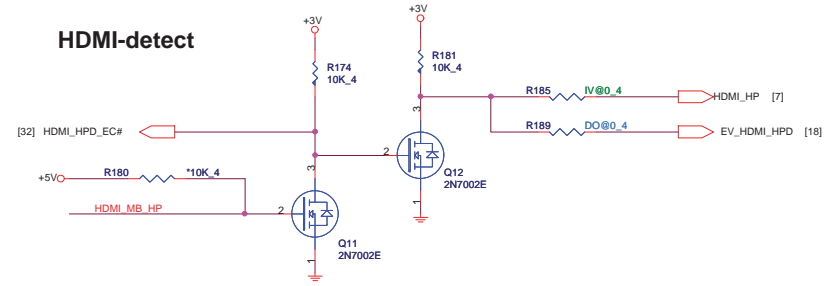 HDMI-detect
+3V
+3V
R174
10K_4
R181
10K_4
R185
IV@0_4
HDMI_HP [7]
3
[32] HDMI_HPD_EC#
R189
DO@0_4
EV_HDMI_HPD [18]
2
Q12
2N7002E
3
+5V
R180
*10K_4
1
HDMI_MB_HP
2
Q11
2N7002E
1